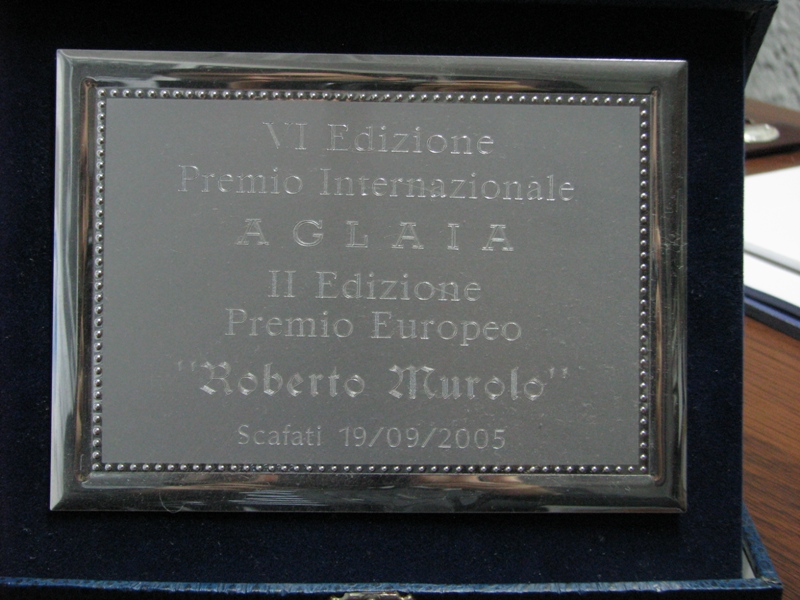 VI Edizione
Premio Internazionale
AGLAIA
II Edizione
Premio Europeo
"Roberto Murolo"
Scafati 19/09/2005